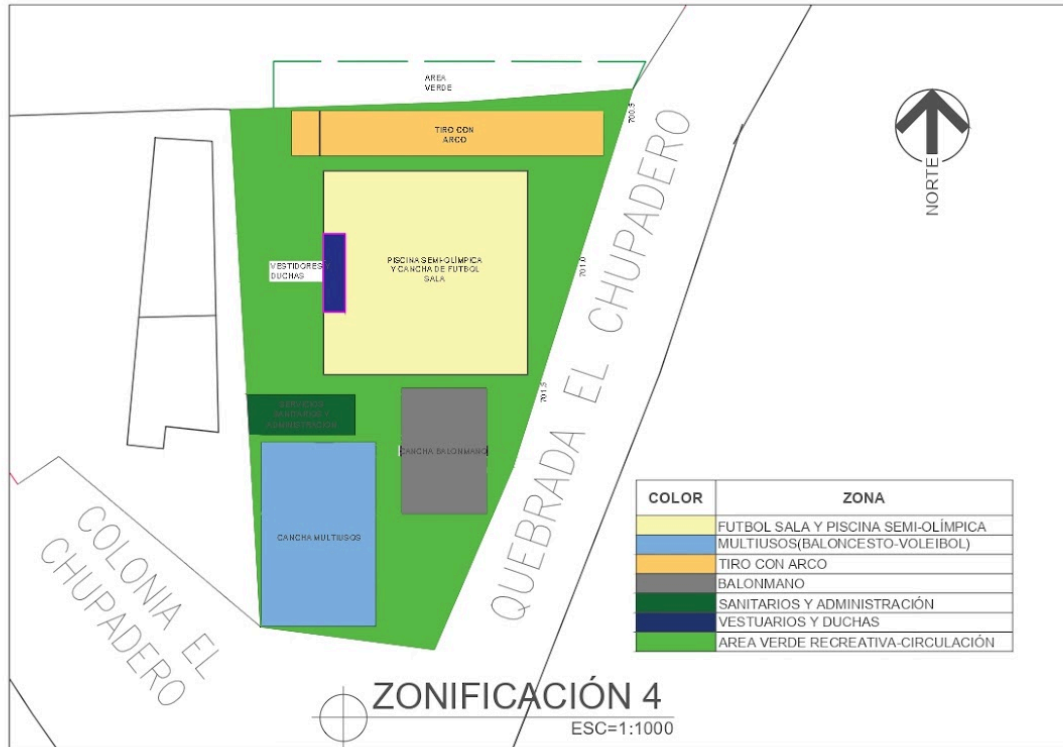 AREA
VERDE
TIRO CON
ARCO
700.5
QUEBRADA EL CHUPADERO
NORTE
VESTIDORES Y
DUCHAS
PISCINA SEMI-OLÍMPICA
Y CANCHA DE FUTBOL
SALA
701.0
701.5
SERVICIOS
SANITARIOS Y
ADMINISTRACIÓN
CANCHA BALONMANO
CANCHA MULTIUSOS
COLONIA EL
CHUPADERO
COLOR ZONA
FUTBOL SALA Y PISCINA SEMI-OLÍMPICA
MULTIUSOS(BALONCESTO-VOLEIBOL)
TIRO CON ARCO
BALONMANO
SANITARIOS Y ADMINISTRACIÓN
VESTUARIOS Y DUCHAS
AREA VERDE RECREATIVA-CIRCULACIÓN
ZONIFICACIÓN 4
ESC=1:1000